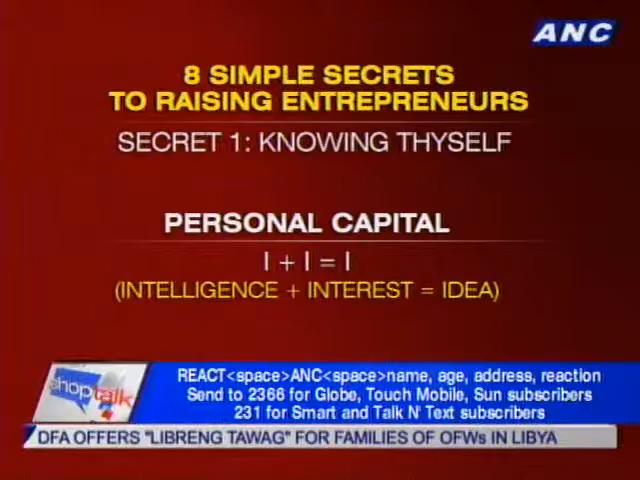 ANC
8 SIMPLE SECRETS
TO RAISING ENTREPRENEURS
SECRET 1: KNOWING THYSELF
PERSONAL CAPITAL
I + I = I
(INTELLIGENCE + INTEREST = IDEA)
shoptalk
REACT<space>ANC<space>name, age, address, reaction
Send to 2366 for Globe, Touch Mobile, Sun subscribers
231 for Smart and Talk N' Text subscribers
DFA OFFERS "LIBRENG TAWAG" FOR FAMILIES OF OFWs IN LIBYA